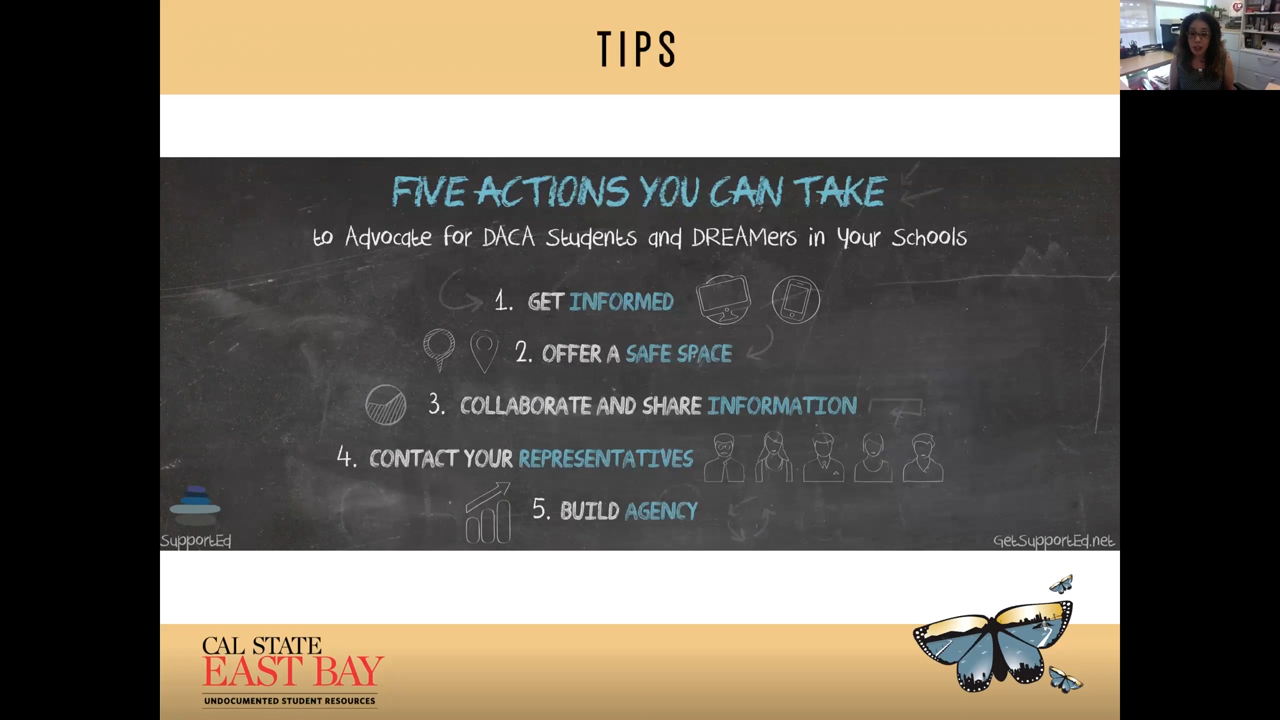 TIPS
FIVE ACTIONS YOU CAN TAKE
to Advocate for DACA Students and DREAMers in Your Schools
1. GET INFORMED
2. OFFER A SAFE SPACE
3. COLLABORATE AND SHARE INFORMATION
4. CONTACT YOUR REPRESENTATIVES
5. BUILD AGENCY
SupportEd
GetSupportEd.net
CAL STATE
EAST BAY
UNDOCUMENTED STUDENT RESOURCES